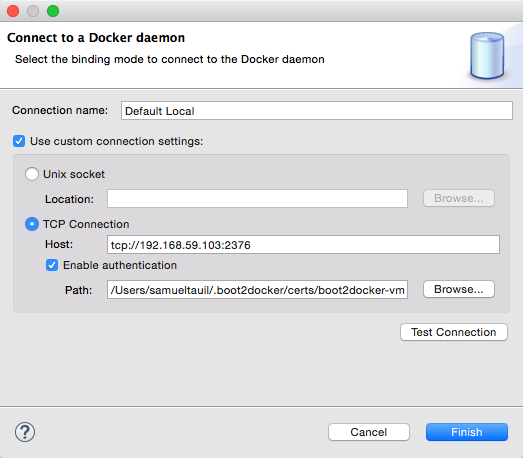 Connect to a Docker daemon
Select the binding mode to connect to the Docker daemon
Connection name: Default Local
Use custom connection settings:
Unix socket
Location: Browse...
TCP Connection
Host: tcp://192.168.59.103:2376
Enable authentication
Path: /Users/samueltauil/.boot2docker/certs/boot2docker-vm Browse...
Test Connection
? Cancel Finish